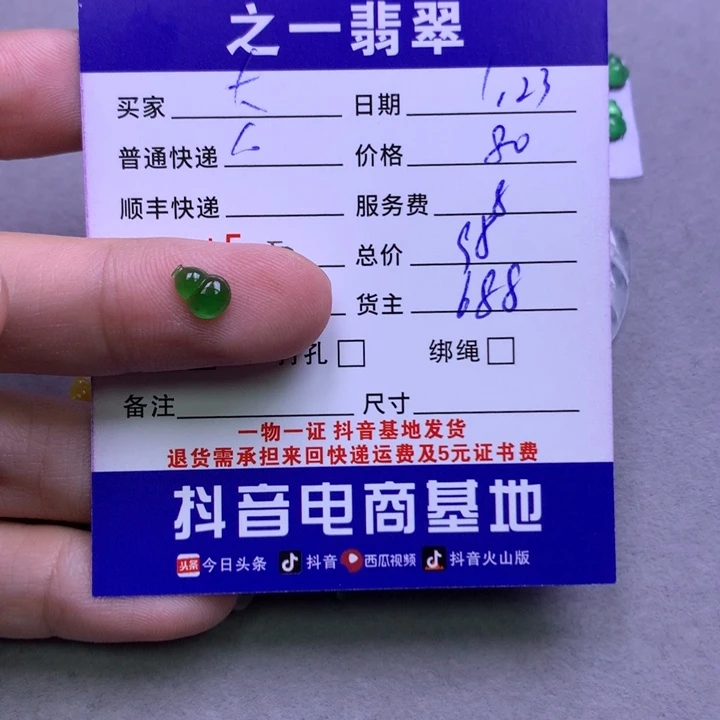 之一翡翠
买家 大 日期 1.23
普通快递 ✓ 价格 80
顺丰快递 服务费 8
总价 98
货主 688
打孔 绑绳
备注 尺寸
一物一证 抖音基地发货
退货需承担来回快递运费及5元证书费
抖音电商基地
头条 今日头条 抖音 西瓜视频 抖音火山版